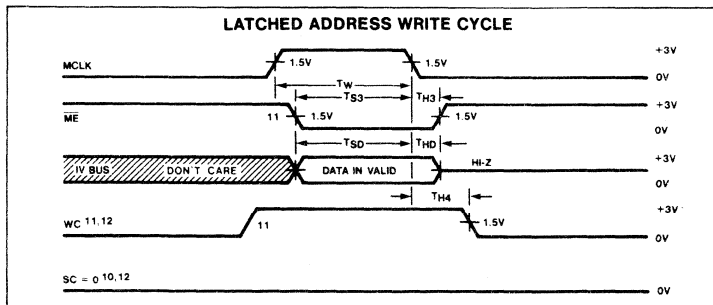 LATCHED ADDRESS WRITE CYCLE
MCLK 1.5V 1.5V +3V
0V
TW
TS3 TH3
ME 11 1.5V 1.5V +3V
0V
TSD THD
IV BUS DON'T CARE DATA IN VALID HI-Z +3V
0V
TH4
WC 11,12 11 1.5V +3V
0V
SC = 0 10,12 0V